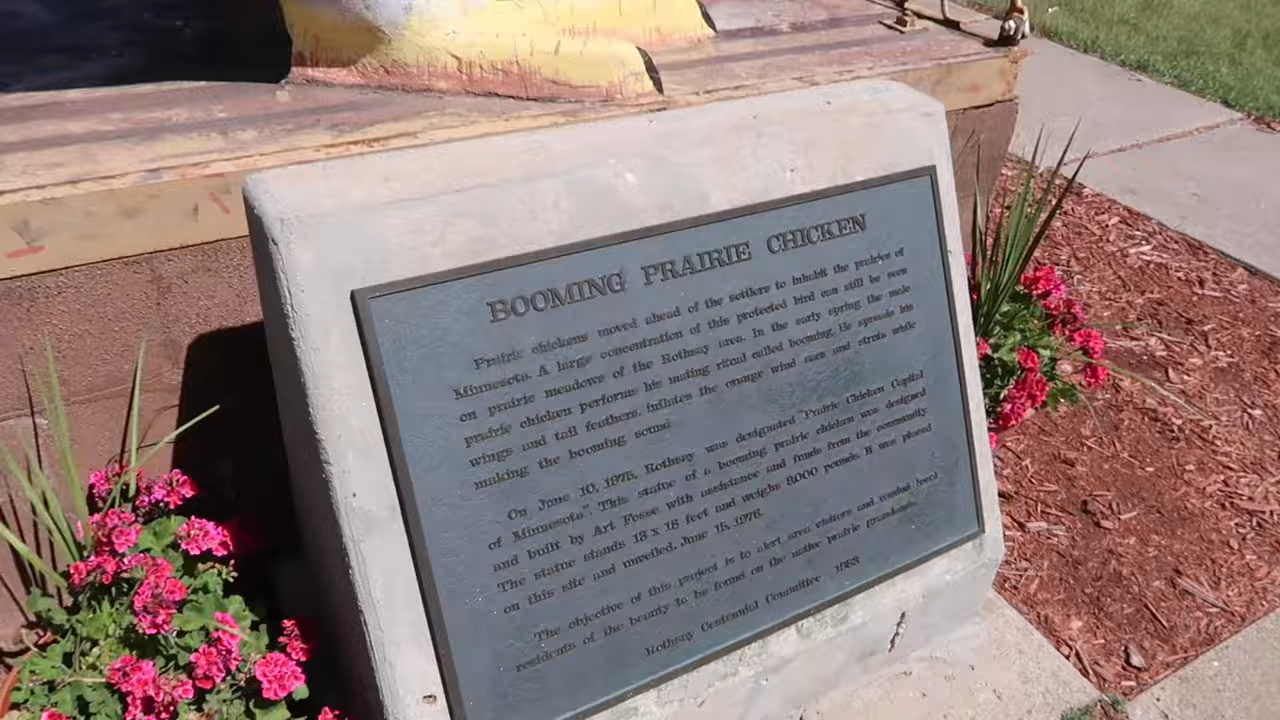 BOOMING PRAIRIE CHICKEN
Prairie chickens moved ahead of the settlers to inhabit the prairies of
Minnesota. A large concentration of this protected bird can still be seen
on prairie meadows of the Rothsay area. In the early spring the male
prairie chicken performs his mating ritual called booming. He spreads his
wings and tail feathers, inflates the orange wind sacs and struts while
making the booming sound.
On June 10, 1975, Rothsay was designated "Prairie Chicken Capital
of Minnesota". This statue of a booming prairie chicken was designed
and built by Art Fosse with assistance and funds from the community
The statue stands 13 x 18 feet and weighs 9,000 pounds. It was placed
on this site and unveiled, June 15, 1976.
The objective of this project is to alert area visitors and remind local
residents of the beauty to be found on the native prairie grasslands.
Rothsay Centennial Committee 1983